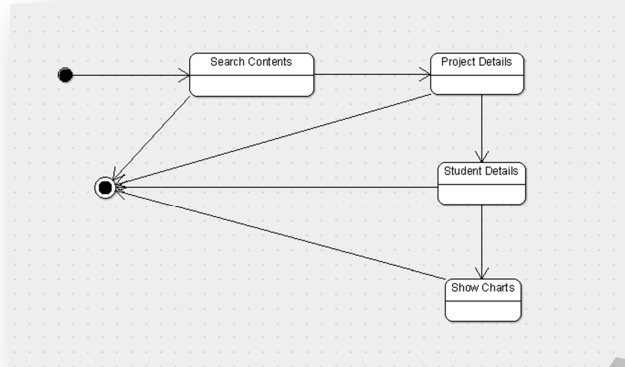 Search Contents
Project Details
Student Details
Show Charts